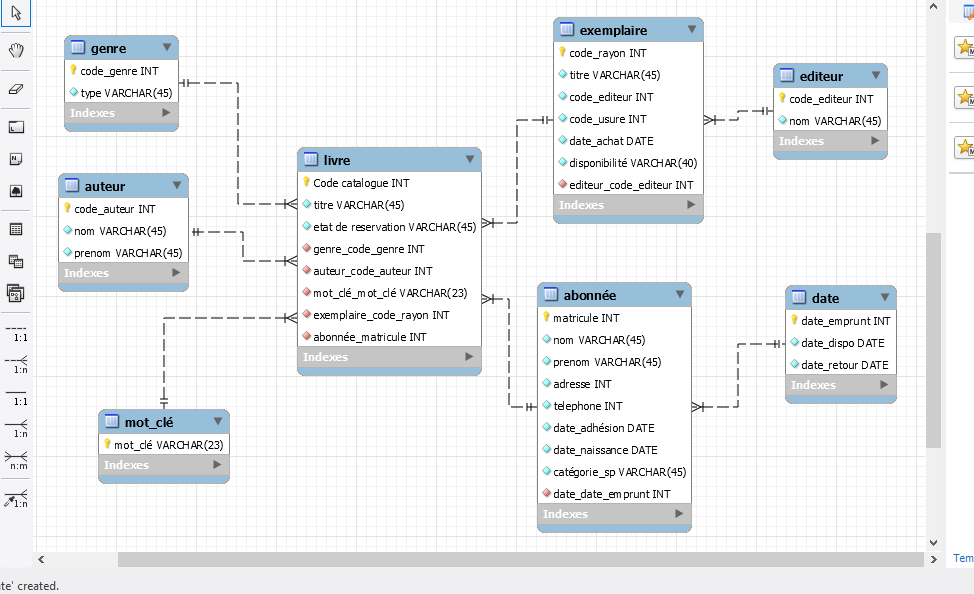 genre
code_genre INT
type VARCHAR(45)
Indexes
auteur
code_auteur INT
nom VARCHAR(45)
prenom VARCHAR(45)
Indexes
mot_clé
mot_clé VARCHAR(23)
Indexes
livre
Code catalogue INT
titre VARCHAR(45)
etat de reservation VARCHAR(45)
genre_code_genre INT
auteur_code_auteur INT
mot_clé_mot_clé VARCHAR(23)
exemplaire_code_rayon INT
abonnée_matricule INT
Indexes
exemplaire
code_rayon INT
titre VARCHAR(45)
code_editeur INT
code_usure INT
date_achat DATE
disponibilité VARCHAR(40)
editeur_code_editeur INT
Indexes
editeur
code_editeur INT
nom VARCHAR(45)
Indexes
abonnée
matricule INT
nom VARCHAR(45)
prenom VARCHAR(45)
adresse INT
telephone INT
date_adhésion DATE
date_naissance DATE
catégorie_sp VARCHAR(45)
date_date_emprunt INT
Indexes
date
date_emprunt INT
date_dispo DATE
date_retour DATE
Indexes
1:1
1:n
1:1
1:n
n:m
1:n
Tem
te' created.